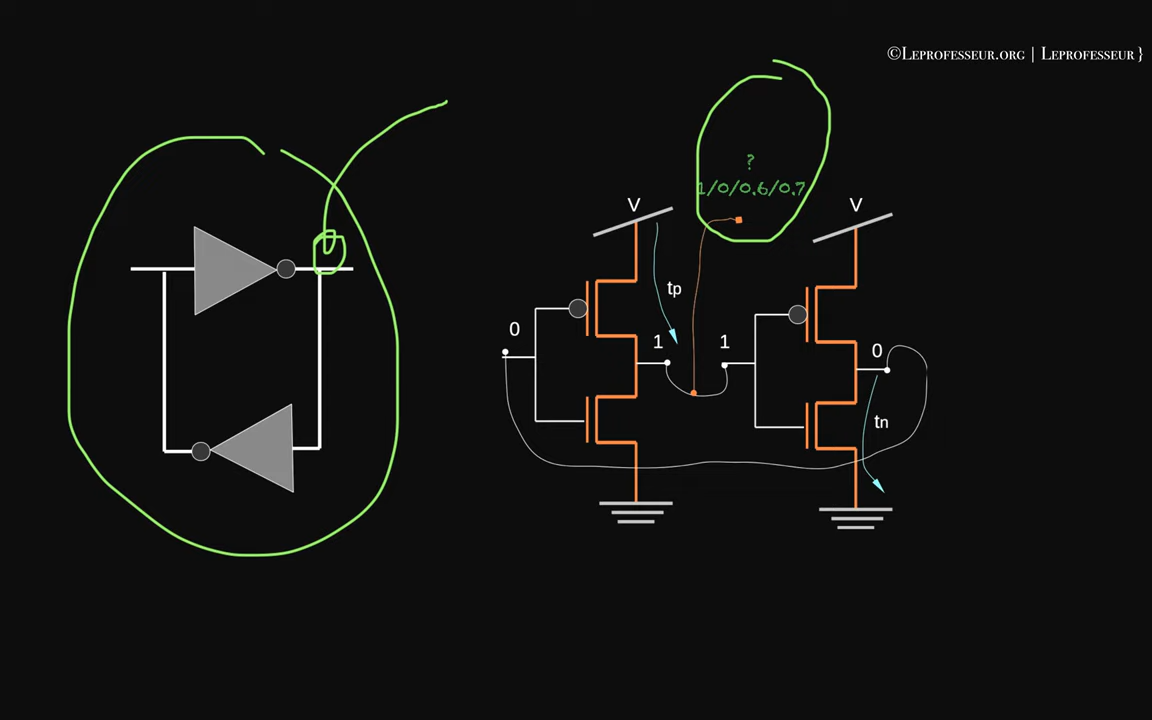 ©Leprofesseur.org | Leprofesseur }
?
1/0/0.6/0.7
V
V
tp
0
1
1
0
tn